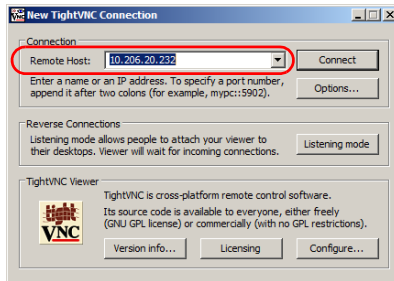 New TightVNC Connection
Connection
Remote Host: 10.206.20.232
Connect
Enter a name or an IP address. To specify a port number,
append it after two colons (for example, mypc::5902).
Options...
Reverse Connections
Listening mode allows people to attach your viewer to
their desktops. Viewer will wait for incoming connections.
Listening mode
TightVNC Viewer
tight
VNC
TightVNC is cross-platform remote control software.
Its source code is available to everyone, either freely
(GNU GPL license) or commercially (with no GPL restrictions).
Version info...
Licensing
Configure...